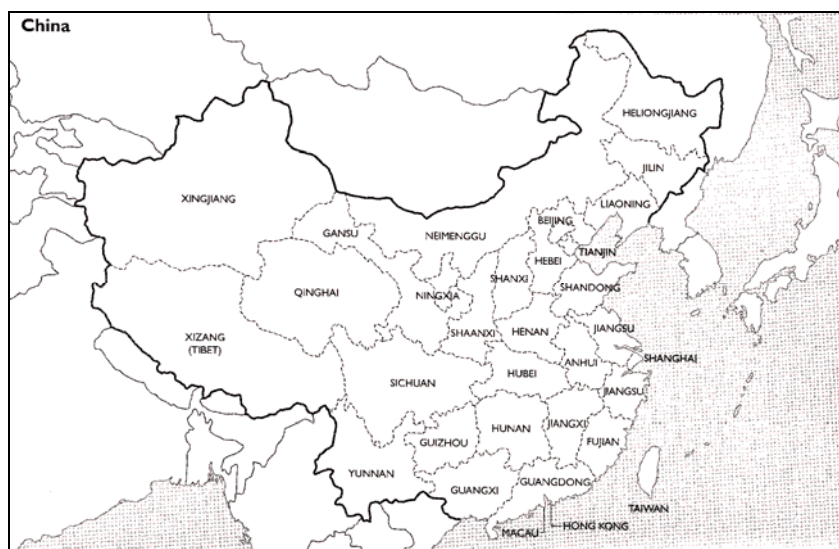 China
HELIONGJIANG
JILIN
XINGJIANG
LIAONING
BEIJING
GANSU
NEIMENGGU
TIANJIN
HEBEI
SHANXI
SHANDONG
QINGHAI
NINGXIA
SHAANXI
HENAN
JIANGSU
XIZANG
(TIBET)
SHANGHAI
ANHUI
HUBEI
SICHUAN
JIANGSU
HUNAN
JIANGXI
GUIZHOU
FUJIAN
YUNNAN
GUANGDONG
GUANGXI
TAIWAN
HONG KONG
MACAU